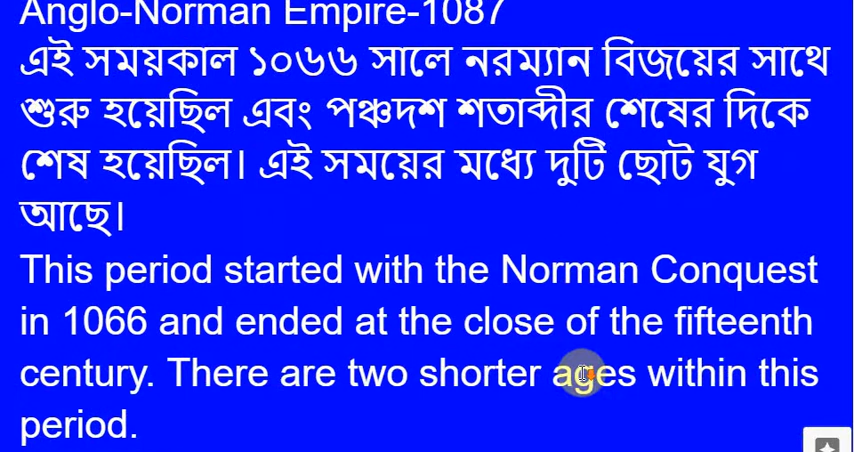 Anglo-Norman Empire-1087
এই সময়কাল ১০৬৬ সালে নরম্যান বিজয়ের সাথে
শুরু হয়েছিল এবং পঞ্চদশ শতাব্দীর শেষের দিকে
শেষ হয়েছিল। এই সময়ের মধ্যে দুটি ছোট যুগ
আছে।
This period started with the Norman Conquest
in 1066 and ended at the close of the fifteenth
century. There are two shorter ages within this
period.